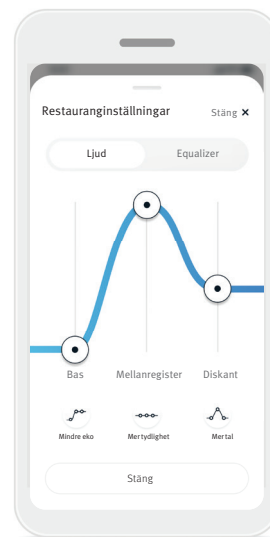 Restauranginställningar Stäng ×
Ljud Equalizer
Bas Mellanregister Diskant
Mindre eko Mer tydlighet Mer tal
Stäng